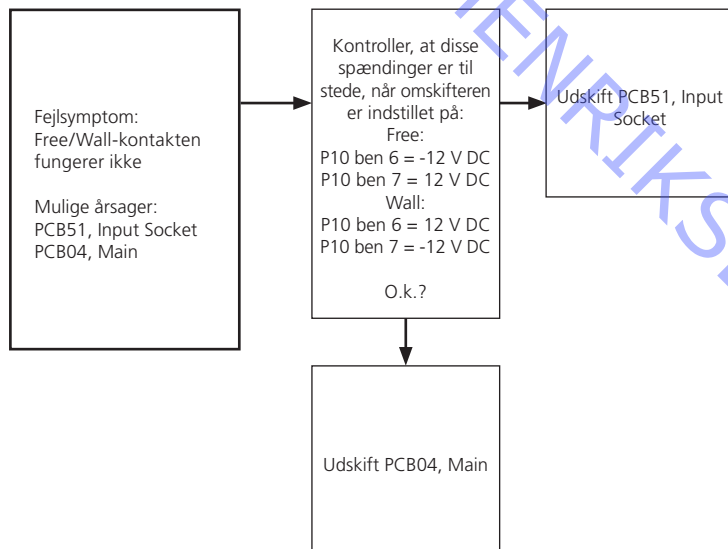 Fejlsymptom:
Free/Wall-kontakten
fungerer ikke
Mulige årsager:
PCB51, Input Socket
PCB04, Main
Kontroller, at disse
spændinger er til
stede, når omskifteren
er indstillet på:
Free:
P10 ben 6 = -12 V DC
P10 ben 7 = 12 V DC
Wall:
P10 ben 6 = 12 V DC
P10 ben 7 = -12 V DC
O.k.?
Udskift PCB51, Input
Socket
Udskift PCB04, Main
HENRIKSE